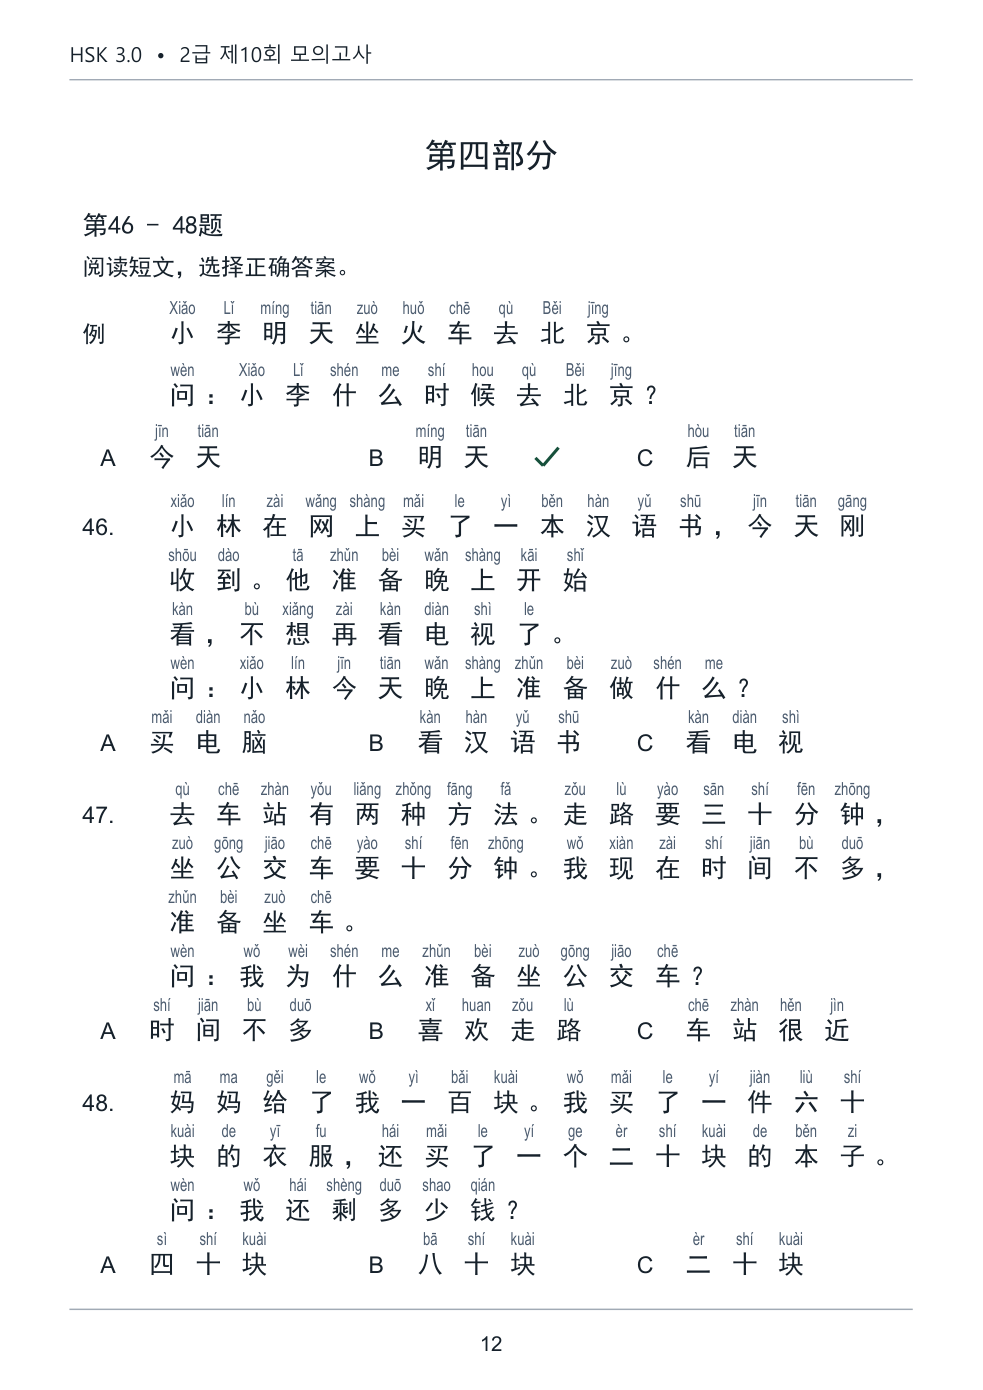 HSK 3.0 • 2급 제10회 모의고사
第四部分
第46 – 48题
阅读短文，选择正确答案。
Xiǎo Lǐ míng tiān zuò huǒ chē qù Běi jīng
例 小李明天坐火车去北京。
wèn Xiǎo Lǐ shén me shí hou qù Běi jīng
问：小李什么时候去北京？
jīn tiān míng tiān hòu tiān
A 今天 B 明天 ✓ C 后天
xiǎo lín zài wǎng shàng mǎi le yì běn hàn yǔ shū jīn tiān gāng
46. 小林在网上买了一本汉语书，今天刚
shōu dào tā zhǔn bèi wǎn shàng kāi shǐ
收到。他准备晚上开始
kàn bù xiǎng zài kàn diàn shì le
看，不想再看电视了。
wèn xiǎo lín jīn tiān wǎn shàng zhǔn bèi zuò shén me
问：小林今天晚上准备做什么？
mǎi diàn nǎo kàn hàn yǔ shū kàn diàn shì
A 买电脑 B 看汉语书 C 看电视
qù chē zhàn yǒu liǎng zhǒng fāng fǎ zǒu lù yào sān shí fēn zhōng
47. 去车站有两种方法。走路要三十分钟，
zuò gōng jiāo chē yào shí fēn zhōng wǒ xiàn zài shí jiān bù duō
坐公交车要十分钟。我现在时间不多，
zhǔn bèi zuò chē
准备坐车。
wèn wǒ wèi shén me zhǔn bèi zuò gōng jiāo chē
问：我为什么准备坐公交车？
shí jiān bù duō xǐ huan zǒu lù chē zhàn hěn jìn
A 时间不多 B 喜欢走路 C 车站很近
mā ma gěi le wǒ yì bǎi kuài wǒ mǎi le yí jiàn liù shí
48. 妈妈给了我一百块。我买了一件六十
kuài de yī fu hái mǎi le yí ge èr shí kuài de běn zi
块的衣服，还买了一个二十块的本子。
wèn wǒ hái shèng duō shao qián
问：我还剩多少钱？
sì shí kuài bā shí kuài èr shí kuài
A 四十块 B 八十块 C 二十块
12